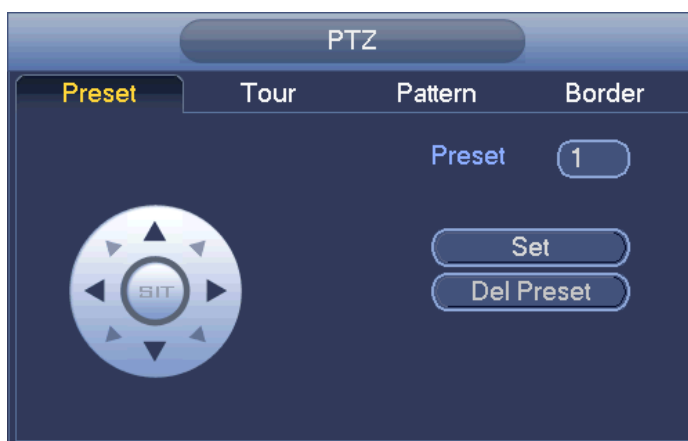 PTZ
Preset Tour Pattern Border
Preset 1
Set
SIT
Del Preset